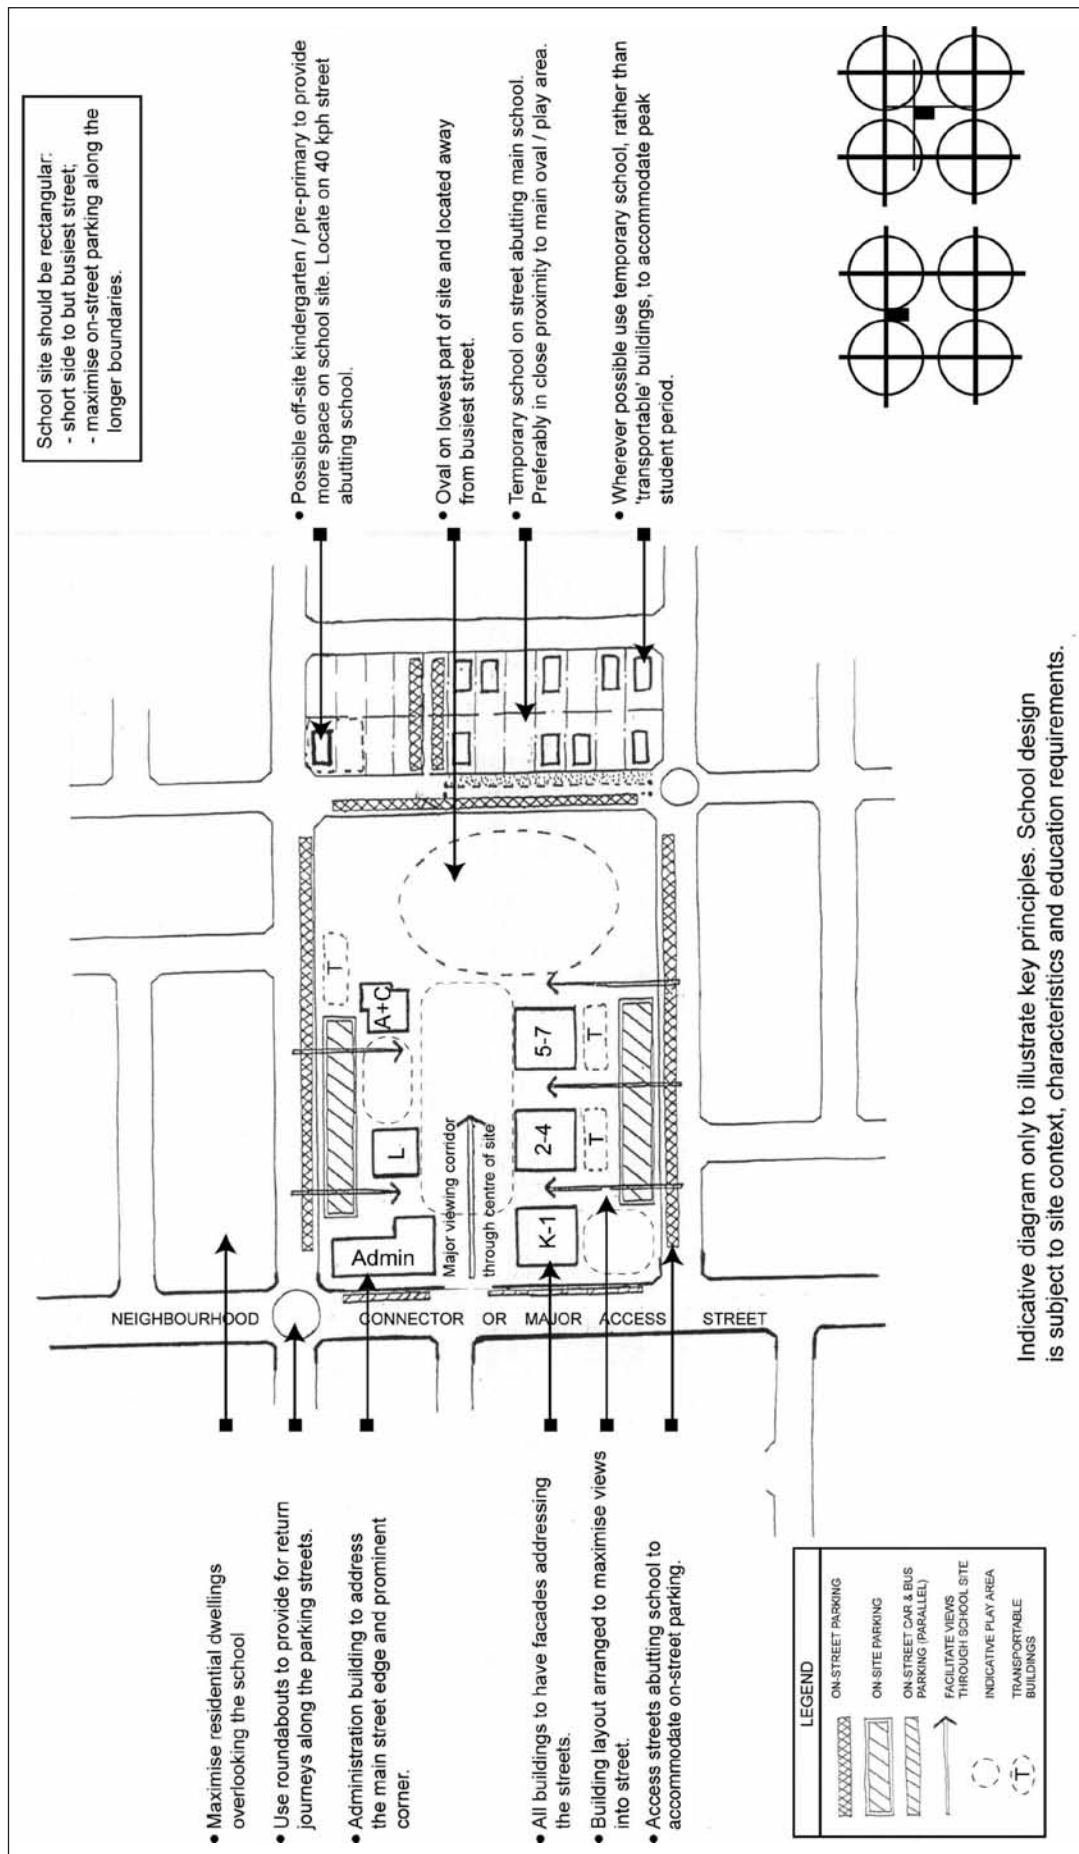 School site should be rectangular:
- short side to but busiest street;
- maximise on-street parking along the
longer boundaries.
• Possible off-site kindergarten / pre-primary to provide
more space on school site. Locate on 40 kph street
abutting school.
• Oval on lowest part of site and located away
from busiest street.
• Temporary school on street abutting main school.
Preferably in close proximity to main oval / play area.
• Wherever possible use temporary school, rather than
'transportable' buildings, to accommodate peak
student period.
T
A+C
L
Admin
Major viewing corridor
through centre of site
5-7
T
2-4
T
K-1
NEIGHBOURHOOD CONNECTOR OR MAJOR ACCESS STREET
• Maximise residential dwellings
overlooking the school
• Use roundabouts to provide for return
journeys along the parking streets.
• Administration building to address
the main street edge and prominent
corner.
• All buildings to have facades addressing
the streets.
• Building layout arranged to maximise views
into street.
• Access streets abutting school to
accommodate on-street parking.
LEGEND
ON-STREET PARKING
ON-SITE PARKING
ON-STREET CAR & BUS
PARKING (PARALLEL)
FACILITATE VIEWS
THROUGH SCHOOL SITE
INDICATIVE PLAY AREA
T
TRANSPORTABLE
BUILDINGS
Indicative diagram only to illustrate key principles. School design
is subject to site context, characteristics and education requirements.